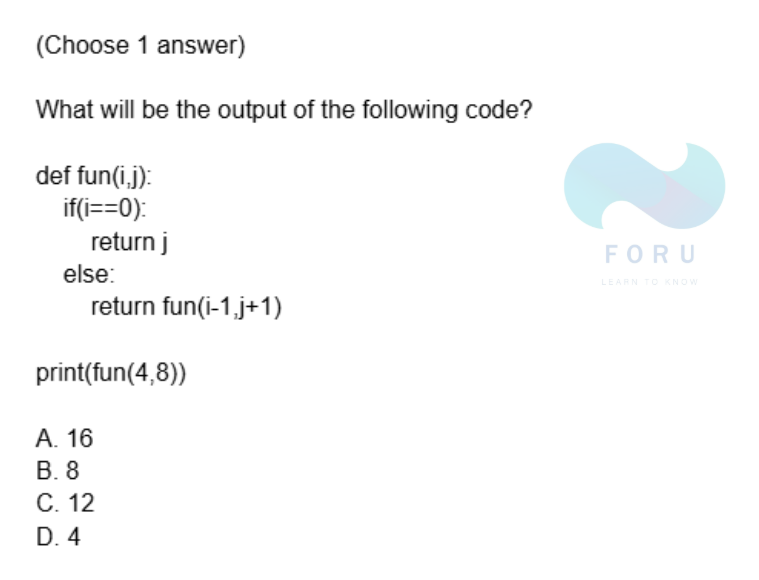 (Choose 1 answer)
What will be the output of the following code?
def fun(i,j):
if(i==0):
return j
else:
return fun(i-1,j+1)
print(fun(4,8))
A. 16
B. 8
C. 12
D. 4
FORU
LEARN TO KNOW